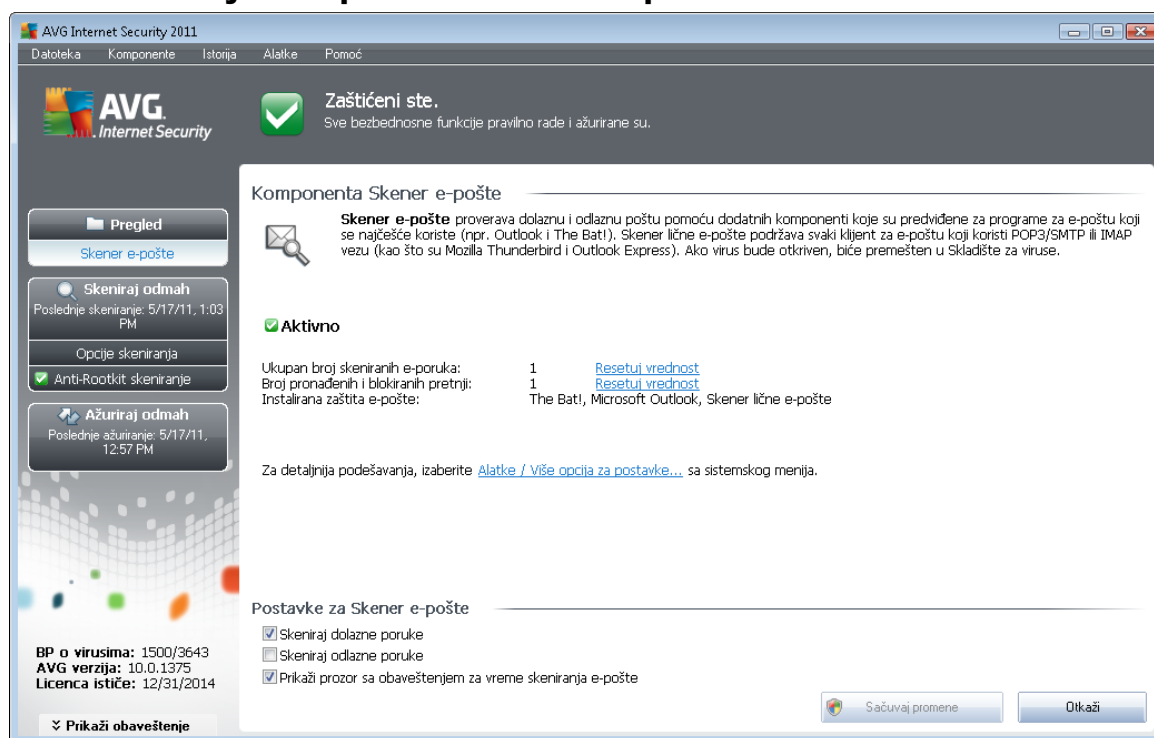 AVG Internet Security 2011
Datoteka Komponente Istorija Alatke Pomoć
AVG.
Internet Security
Zaštićeni ste.
Sve bezbednosne funkcije pravilno rade i ažurirane su.
Pregled
Skener e-pošte
Skeniraj odmah
Poslednje skeniranje: 5/17/11, 1:03
PM
Opcije skeniranja
Anti-Rootkit skeniranje
Ažuriraj odmah
Poslednje ažuriranje: 5/17/11,
12:57 PM
BP o virusima: 1500/3643
AVG verzija: 10.0.1375
Licenca ističe: 12/31/2014
Prikaži obaveštenje
Komponenta Skener e-pošte
Skener e-pošte proverava dolaznu i odlaznu poštu pomoću dodatnih komponenti koje su predviđene za programe za e-poštu koji
se najčešće koriste (npr. Outlook i The Bat!). Skener lične e-pošte podržava svaki klijent za e-poštu koji koristi POP3/SMTP ili IMAP
vezu (kao što su Mozilla Thunderbird i Outlook Express). Ako virus bude otkriven, biće premešten u Skladište za viruse.
Aktivno
Ukupan broj skeniranih e-poruka: 1 Resetuj vrednost
Broj pronađenih i blokiranih pretnji: 1 Resetuj vrednost
Instalirana zaštita e-pošte: The Bat!, Microsoft Outlook, Skener lične e-pošte
Za detaljnija podešavanja, izaberite Alatke / Više opcija za postavke... sa sistemskog menija.
Postavke za Skener e-pošte
Skeniraj dolazne poruke
Skeniraj odlazne poruke
Prikaži prozor sa obaveštenjem za vreme skeniranja e-pošte
Sačuvaj promene
Otkaži